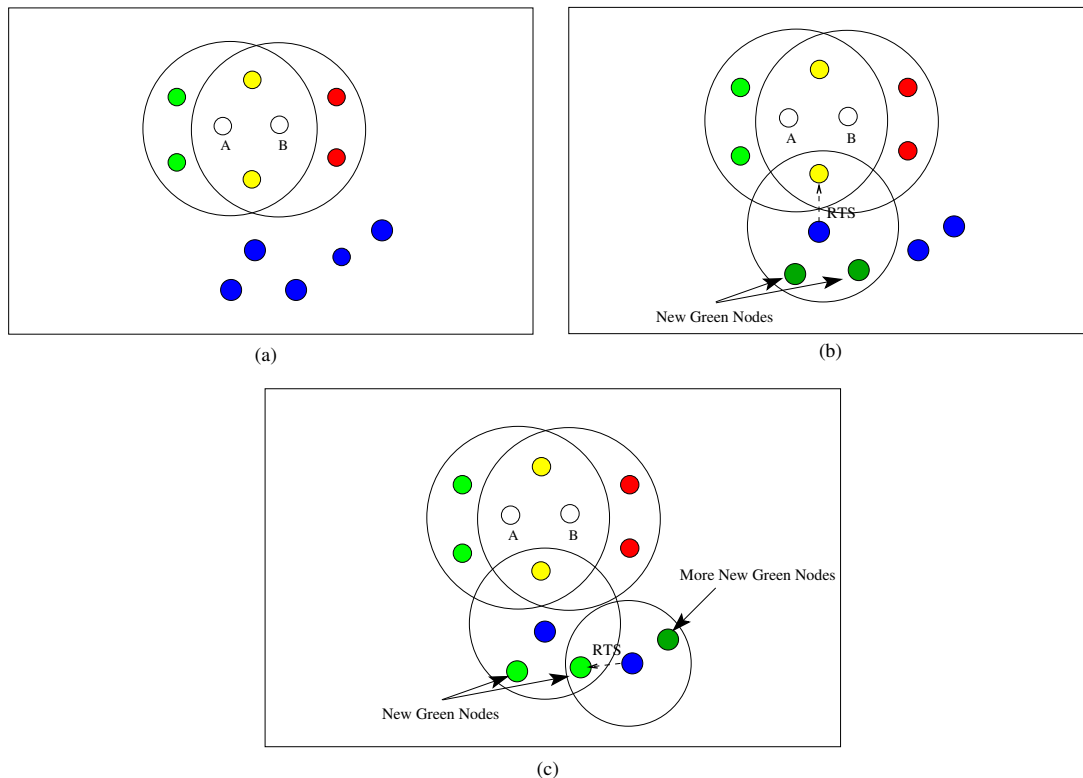 A
B
(a)
A
B
RTS
New Green Nodes
(b)
A
B
More New Green Nodes
RTS
New Green Nodes
(c)